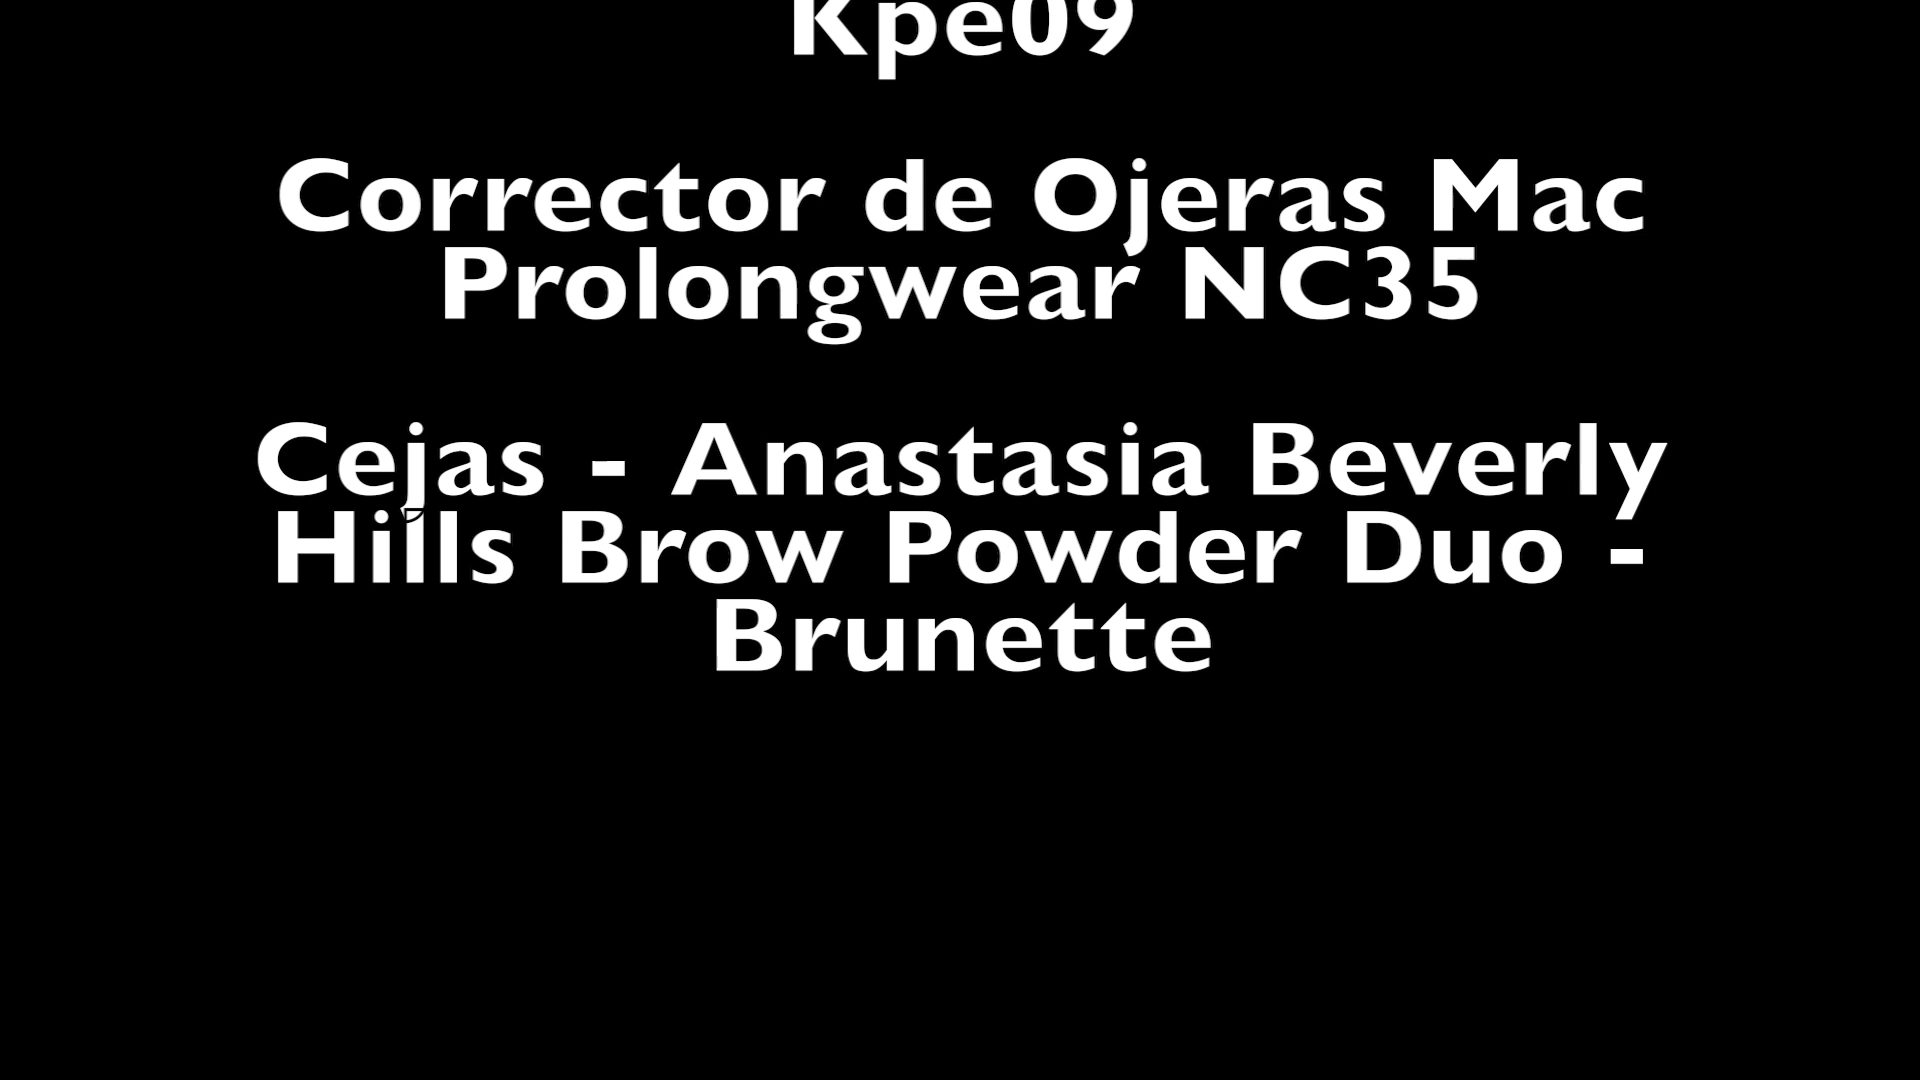 Kpe09
Corrector de Ojeras Mac
Prolongwear NC35
Cejas - Anastasia Beverly
Hills Brow Powder Duo -
Brunette